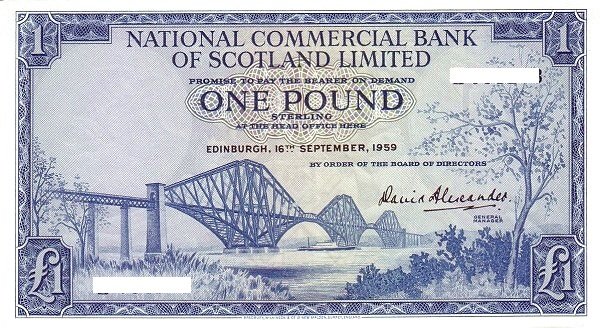 £1
£1
NATIONAL COMMERCIAL BANK
OF SCOTLAND LIMITED
PROMISE TO PAY THE BEARER ON DEMAND
ONE POUND
STERLING
AT THE HEAD OFFICE HERE
EDINBURGH, 16TH SEPTEMBER, 1959
BY ORDER OF THE BOARD OF DIRECTORS
David Alexander
GENERAL
MANAGER
£1
£1